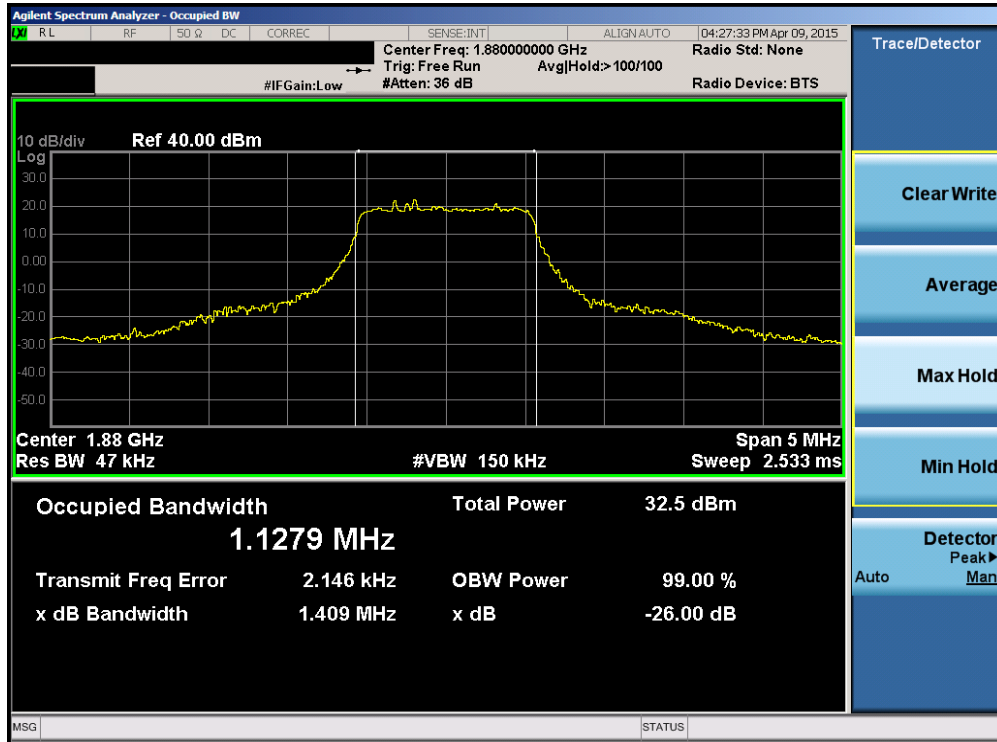 Agilent Spectrum Analyzer - Occupied BW
LXI RL RF 50 Ω DC CORREC SENSE:INT ALIGN AUTO 04:27:33 PM Apr 09, 2015
Center Freq: 1.880000000 GHz Radio Std: None
Trig: Free Run Avg|Hold:>100/100
#IFGain:Low #Atten: 36 dB Radio Device: BTS
10 dB/div Ref 40.00 dBm
Log
30.0
20.0
10.0
0.00
-10.0
-20.0
-30.0
-40.0
-50.0
Center 1.88 GHz Span 5 MHz
Res BW 47 kHz #VBW 150 kHz Sweep 2.533 ms
Occupied Bandwidth Total Power 32.5 dBm
1.1279 MHz
Transmit Freq Error 2.146 kHz OBW Power 99.00 %
x dB Bandwidth 1.409 MHz x dB -26.00 dB
MSG STATUS
Trace/Detector
Clear Write
Average
Max Hold
Min Hold
Detector
Peak▶
Auto Man